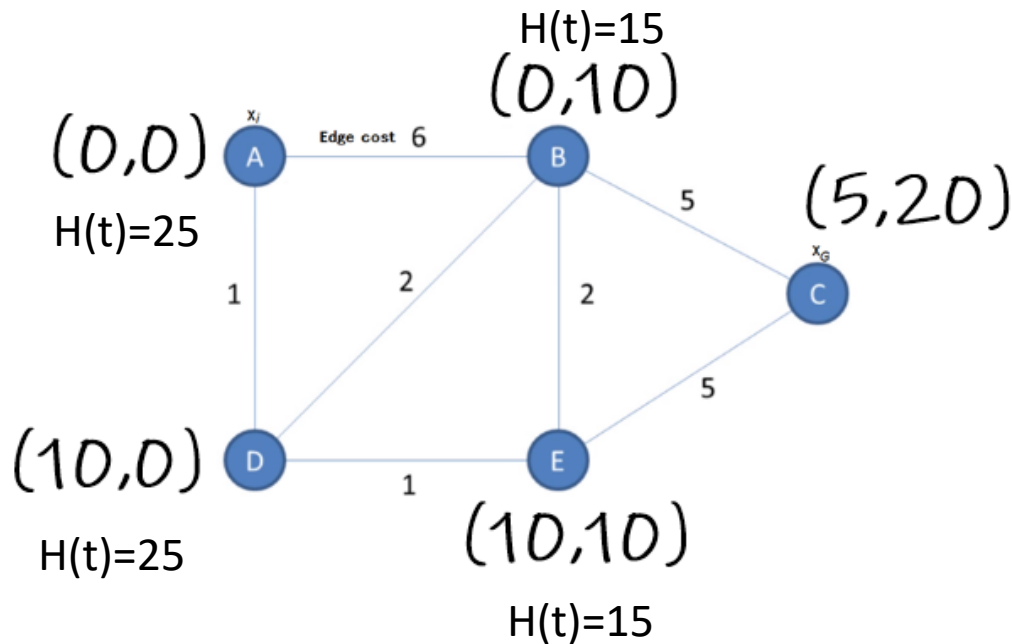 H(t)=15
(0,10)
x_i
(0,0)
A
Edge cost 6
B
H(t)=25
5
(5,20)
x_G
C
1
2
2
5
(10,0)
D
1
E
H(t)=25
(10,10)
H(t)=15